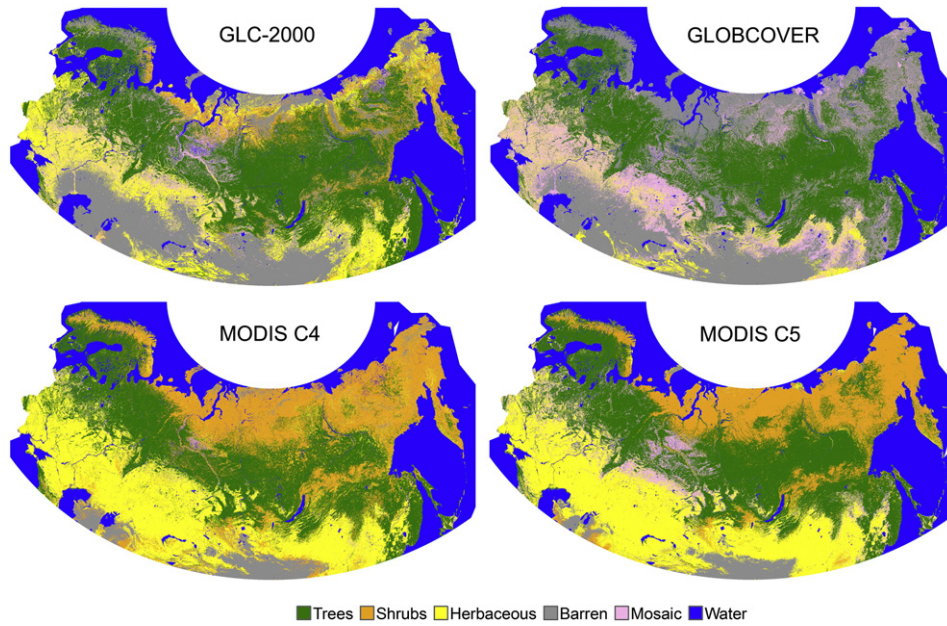 GLC-2000
GLOBCOVER
MODIS C4
MODIS C5
Trees Shrubs Herbaceous Barren Mosaic Water